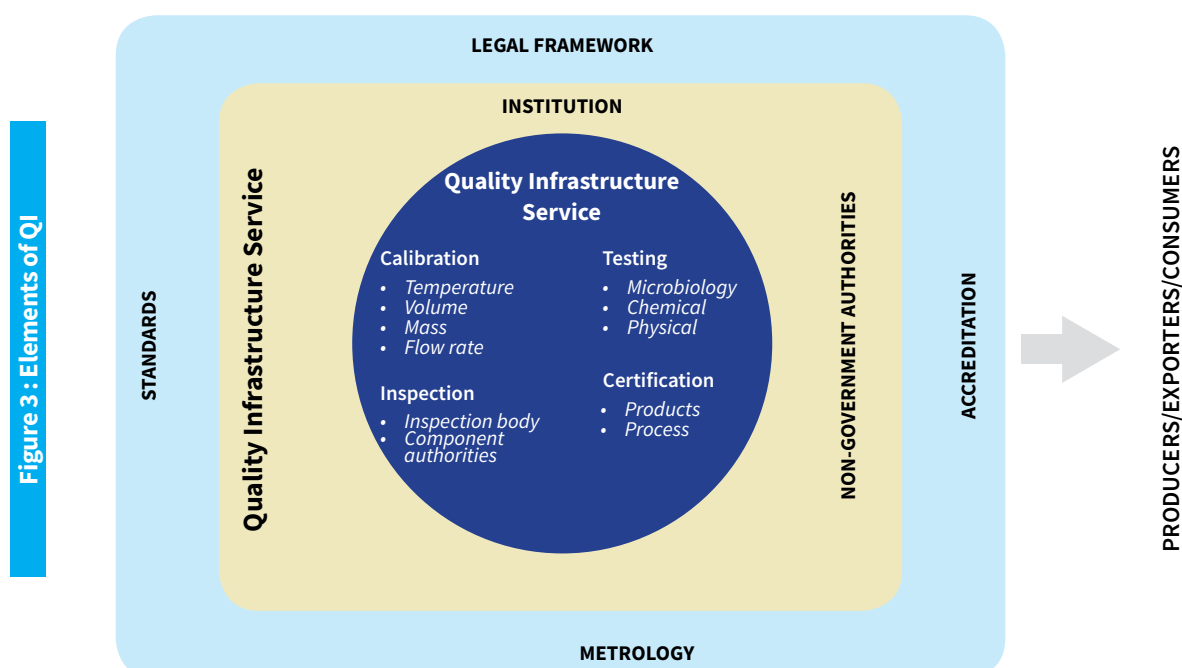 Figure 3 : Elements of QI
LEGAL FRAMEWORK
INSTITUTION
STANDARDS
Quality Infrastructure Service
Quality Infrastructure
Service
Calibration
• Temperature
• Volume
• Mass
• Flow rate
Inspection
• Inspection body
• Component
authorities
Testing
• Microbiology
• Chemical
• Physical
Certification
• Products
• Process
NON-GOVERNMENT AUTHORITIES
ACCREDITATION
METROLOGY
PRODUCERS/EXPORTERS/CONSUMERS